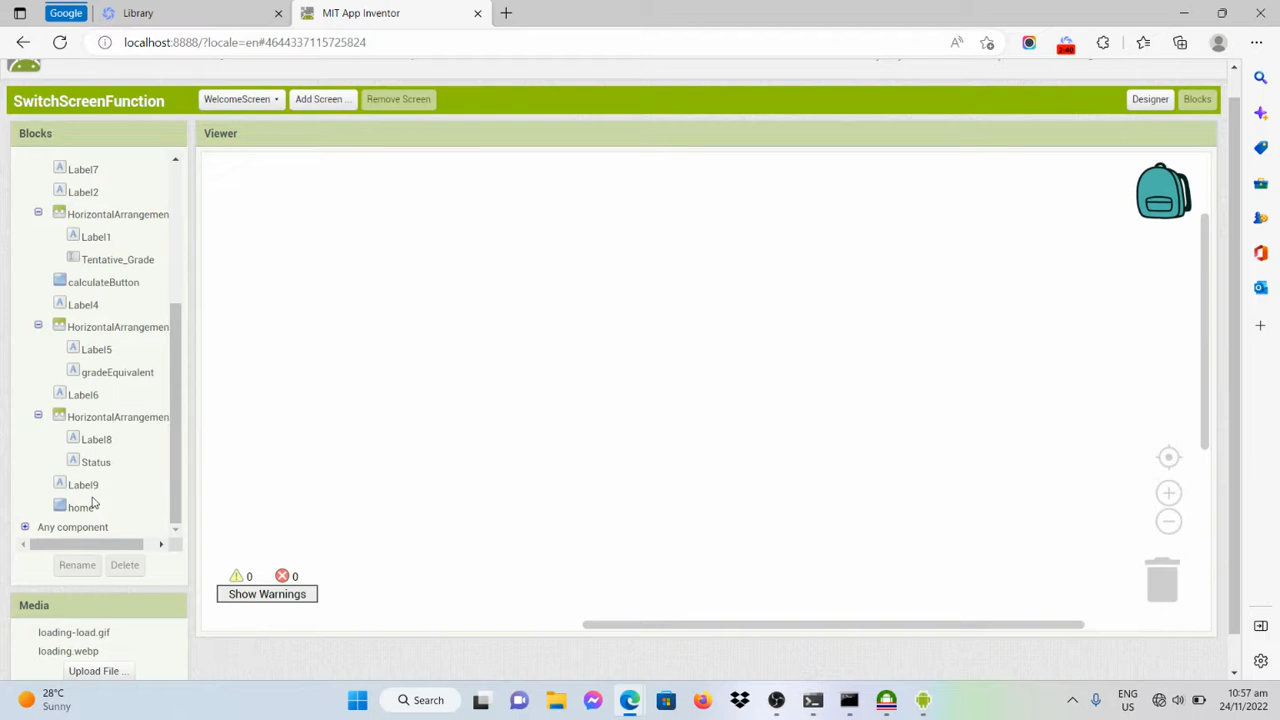 Google
Library
MIT App Inventor
localhost:8888/?locale=en#4644337115725824
2:40
SwitchScreenFunction
WelcomeScreen
Add Screen ...
Remove Screen
Designer
Blocks
Blocks
Viewer
Label7
Label2
HorizontalArrangemen
Label1
Tentative_Grade
calculateButton
Label4
HorizontalArrangemen
Label5
gradeEquivalent
Label6
HorizontalArrangemen
Label8
Status
Label9
home
Any component
Rename
Delete
0
0
Show Warnings
Media
loading-load.gif
loading.webp
Upload File ...
28°C
Sunny
Search
ENG
US
10:57 am
24/11/2022